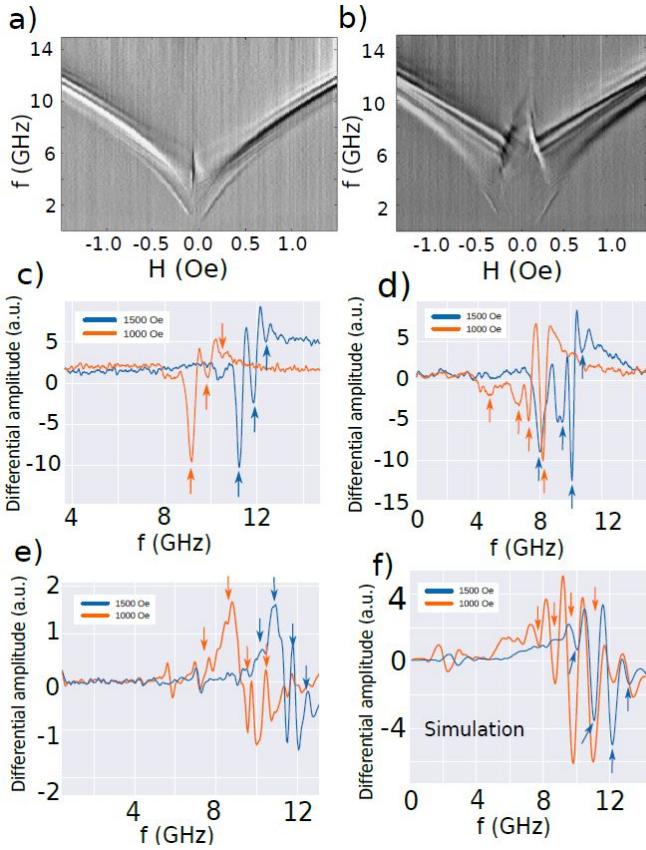 a)
b)
14
10
6
2
f (GHz)
-1.0
-0.5
0.0
0.5
1.0
H (Oe)
14
10
6
2
f (GHz)
-1.0
-0.5
0.0
0.5
1.0
H (Oe)
c)
d)
Differential amplitude (a.u.)
5
0
-5
-10
1500 Oe
1000 Oe
4
8
12
f (GHz)
Differential amplitude (a.u.)
5
0
-5
-10
-15
1500 Oe
1000 Oe
0
4
8
12
f (GHz)
e)
f)
Differential amplitude (a.u.)
2
1
0
-1
-2
1500 Oe
1000 Oe
4
8
12
f (GHz)
Differential amplitude (a.u.)
4
0
-4
1500 Oe
1000 Oe
Simulation
0
4
8
12
f (GHz)